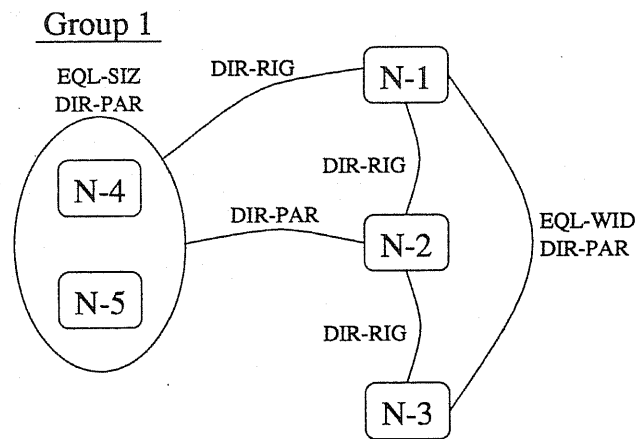 Group 1
EQL-SIZ
DIR-PAR
DIR-RIG
N-1
N-4
DIR-RIG
DIR-PAR
N-2
EQL-WID
DIR-PAR
N-5
DIR-RIG
N-3